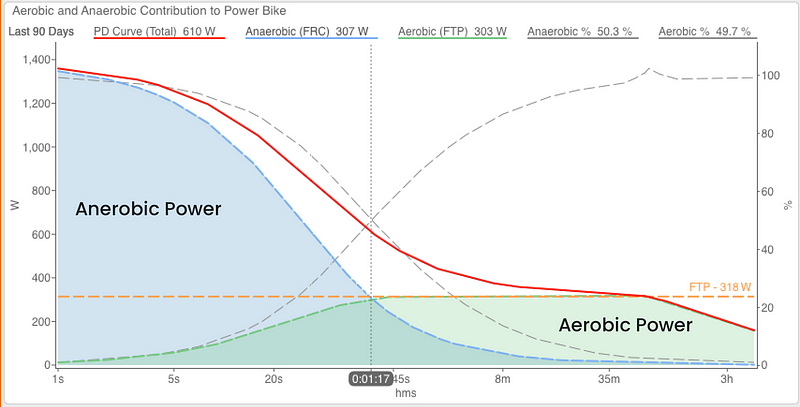 Aerobic and Anaerobic Contribution to Power Bike
Last 90 Days PD Curve (Total) 610 W Anaerobic (FRC) 307 W Aerobic (FTP) 303 W Anaerobic % 50.3 % Aerobic % 49.7 %
1,400
1,200
1,000
800
600
400
200
0
W
Anerobic Power
FTP - 318 W
Aerobic Power
100
80
60
40
20
0
%
1s 5s 20s 0:01:17 45s 8m 35m 3h
hms